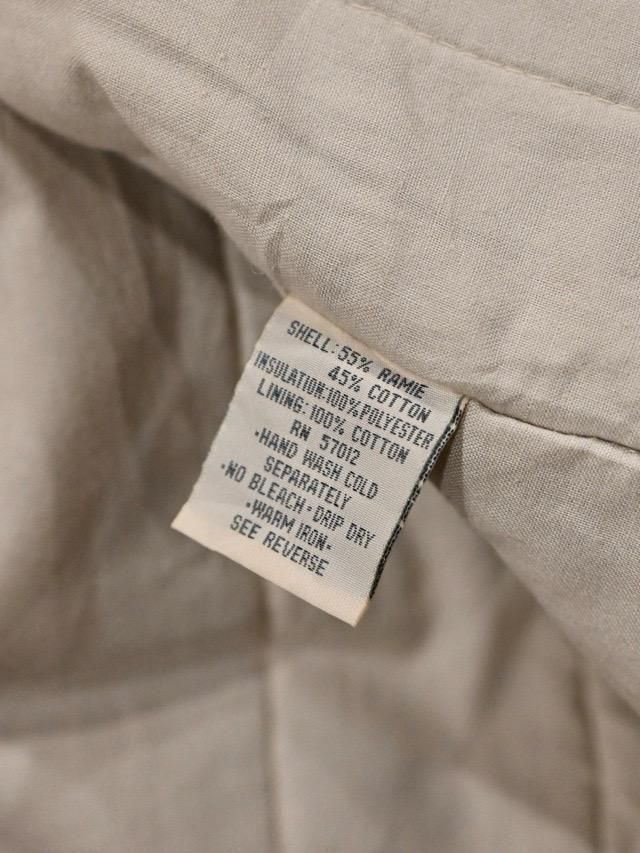 SHELL: 55% RAMIE
45% COTTON
INSULATION:100% POLYESTER
LINING: 100% COTTON
RN 57012
•HAND WASH COLD
SEPARATELY
•NO BLEACH • DRIP DRY
•WARM IRON•
SEE REVERSE